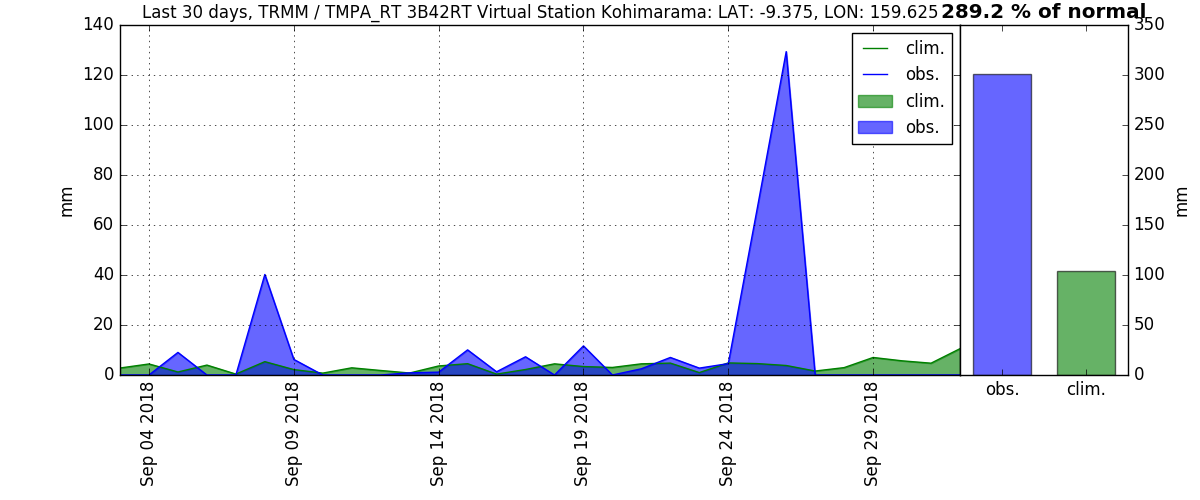 Last 30 days, TRMM / TMPA_RT 3B42RT Virtual Station Kohimarama: LAT: -9.375, LON: 159.625
289.2 % of normal
140
120
100
80
60
40
20
0
mm
clim.
obs.
clim.
obs.
Sep 04 2018
Sep 09 2018
Sep 14 2018
Sep 19 2018
Sep 24 2018
Sep 29 2018
350
300
250
200
150
100
50
0
mm
obs.
clim.